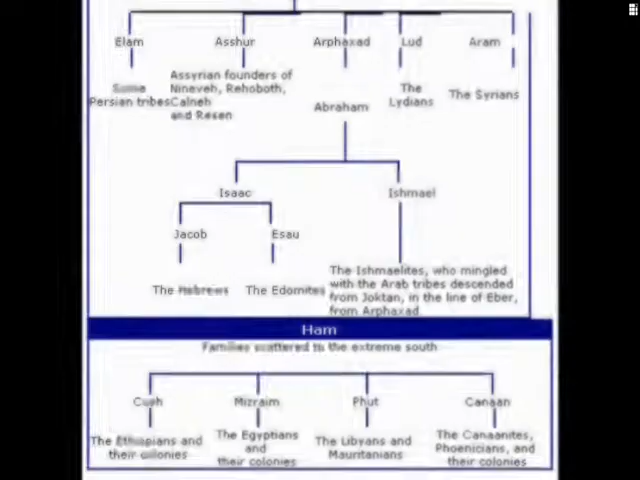 Elam Asshur Arphaxad Lud Aram
Some
Persian tribes
Assyrian founders of
Nineveh, Rehoboth,
Calneh
and Resen
Abraham
The
Lydians
The Syrians
Isaac Ishmael
Jacob Esau
The Hebrews The Edomites
The Ishmaelites, who mingled
with the Arab tribes descended
from Joktan, in the line of Eber,
from Arphaxad
Ham
Families scattered to the extreme south
Cush Mizraim Phut Canaan
The Ethiopians and
their colonies
The Egyptians
and
their colonies
The Libyans and
Mauritanians
The Canaanites,
Phoenicians, and
their colonies